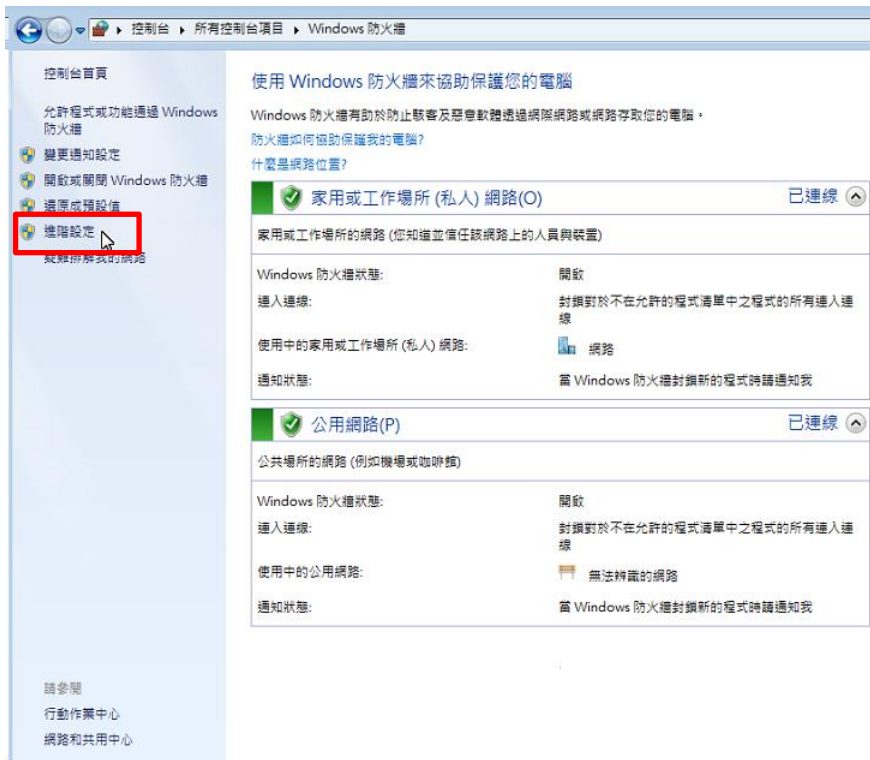 控制台 ▸ 所有控制台項目 ▸ Windows 防火牆
控制台首頁
允許程式或功能通過 Windows
防火牆
變更通知設定
開啟或關閉 Windows 防火牆
還原成預設值
進階設定
疑難排解我的網路
使用 Windows 防火牆來協助保護您的電腦
Windows 防火牆有助於防止駭客及惡意軟體透過網際網路或網路存取您的電腦。
防火牆如何協助保護我的電腦?
什麼是網路位置?
家用或工作場所 (私人) 網路(O) 已連線
家用或工作場所的網路 (您知道並信任該網路上的人員與裝置)
Windows 防火牆狀態: 開啟
連入連線: 封鎖對於不在允許的程式清單中之程式的所有連入連
線
使用中的家用或工作場所 (私人) 網路: 網路
通知狀態: 當 Windows 防火牆封鎖新的程式時請通知我
公用網路(P) 已連線
公共場所的網路 (例如機場或咖啡館)
Windows 防火牆狀態: 開啟
連入連線: 封鎖對於不在允許的程式清單中之程式的所有連入連
線
使用中的公用網路: 無法辨識的網路
通知狀態: 當 Windows 防火牆封鎖新的程式時請通知我
請參閱
行動作業中心
網路和共用中心